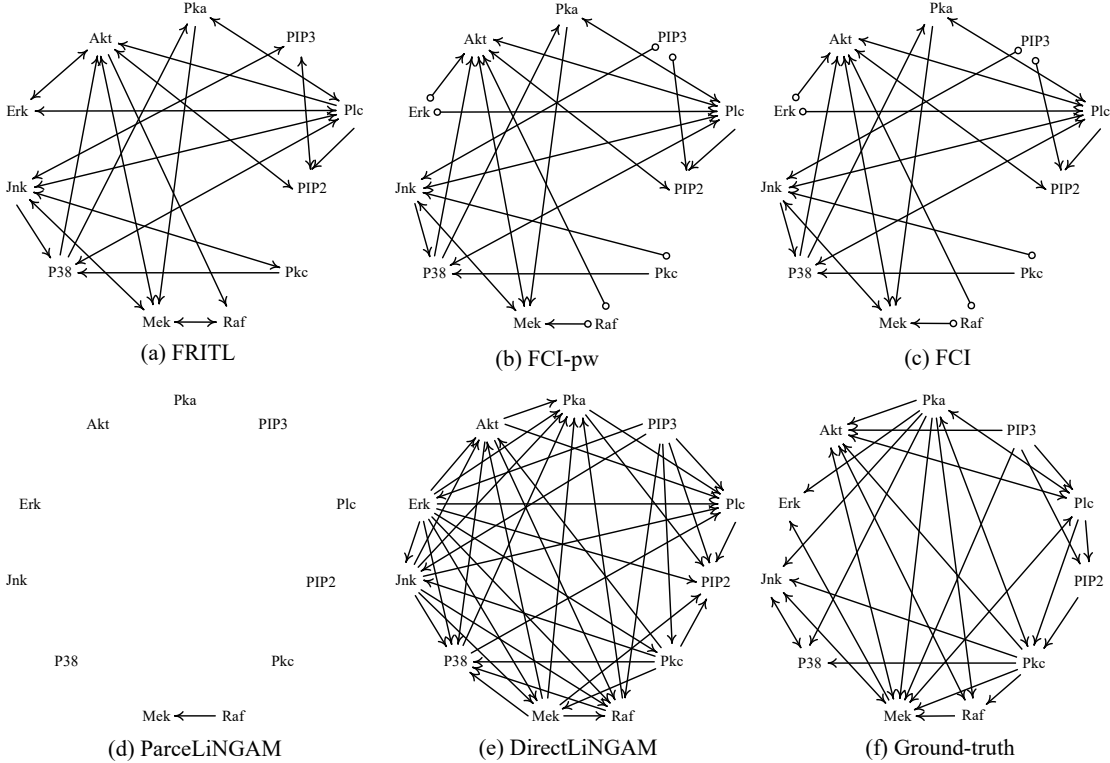 Pka
Akt
PIP3
Erk
Plc
Jnk
PIP2
P38
Pkc
Mek
Raf
(a) FRITL
Pka
Akt
PIP3
Erk
Plc
Jnk
PIP2
P38
Pkc
Mek
Raf
(b) FCI-pw
Pka
Akt
PIP3
Erk
Plc
Jnk
PIP2
P38
Pkc
Mek
Raf
(c) FCI
Pka
Akt
PIP3
Erk
Plc
Jnk
PIP2
P38
Pkc
Mek
Raf
(d) ParceLiNGAM
Pka
Akt
PIP3
Erk
Plc
Jnk
PIP2
P38
Pkc
Mek
Raf
(e) DirectLiNGAM
Pka
Akt
PIP3
Erk
Plc
Jnk
PIP2
P38
Pkc
Mek
Raf
(f) Ground-truth